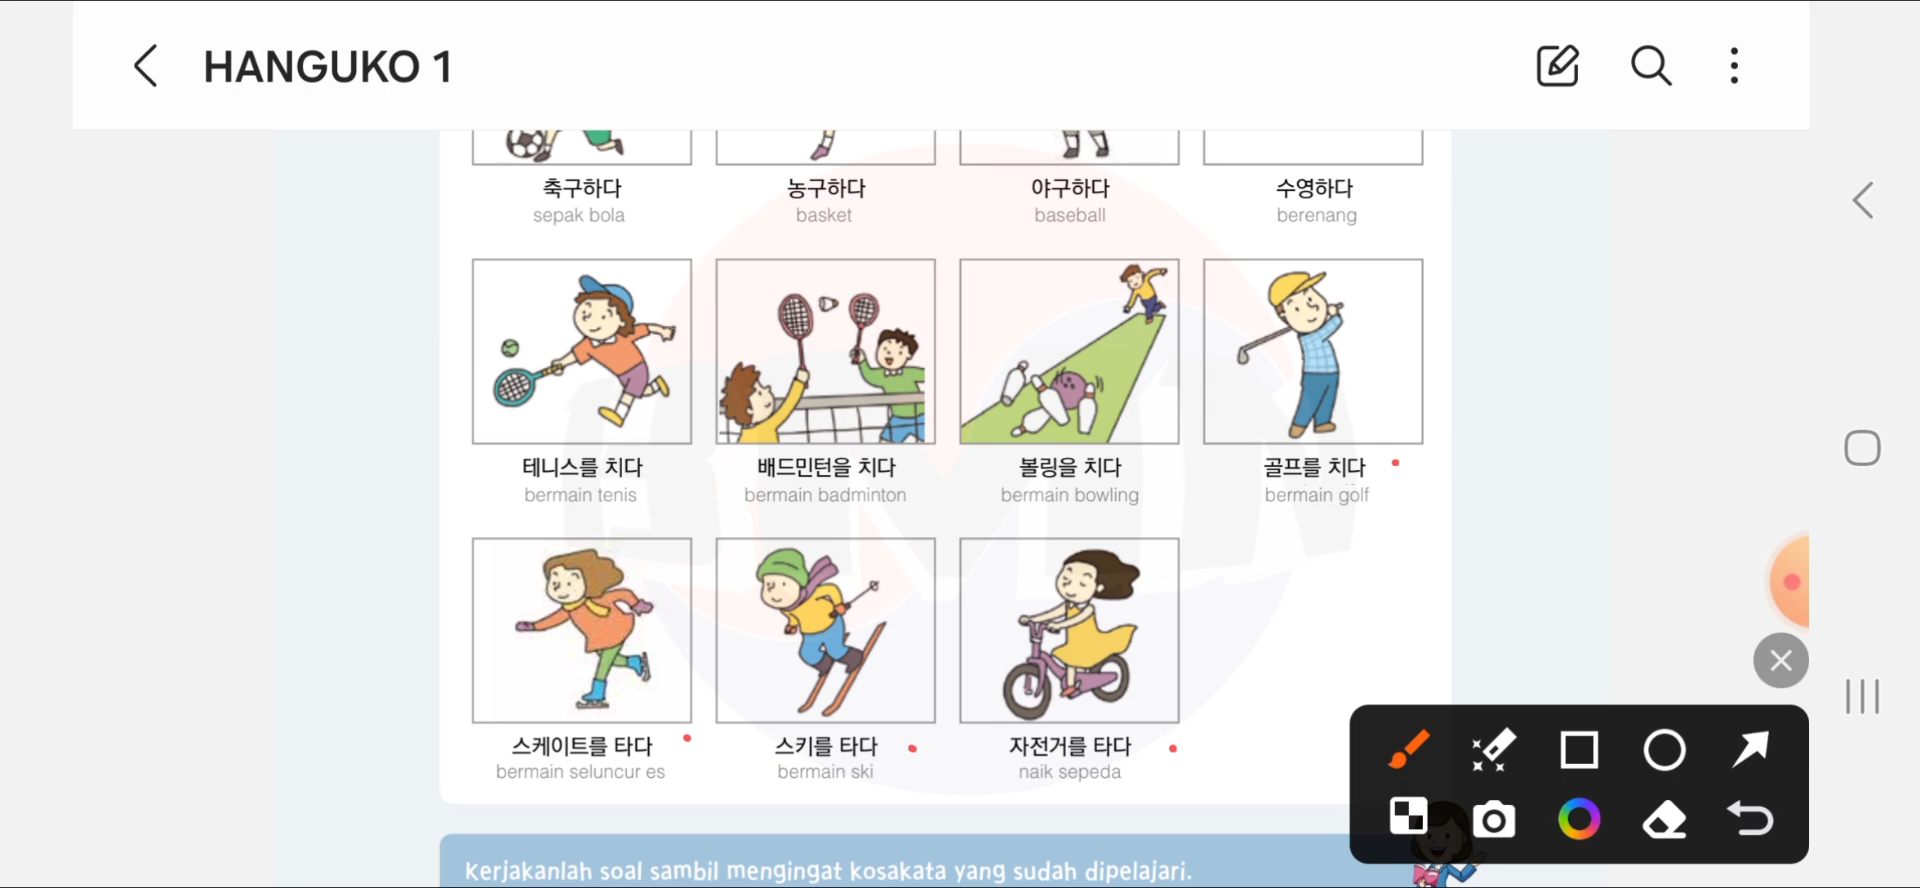 HANGUKO 1
축구하다 농구하다 야구하다 수영하다
sepak bola basket baseball berenang
테니스를 치다 배드민턴을 치다 볼링을 치다 골프를 치다
bermain tenis bermain badminton bermain bowling bermain golf
스케이트를 타다 스키를 타다 자전거를 타다
bermain seluncur es bermain ski naik sepeda
Kerjakanlah soal sambil mengingat kosakata yang sudah dipelajari.